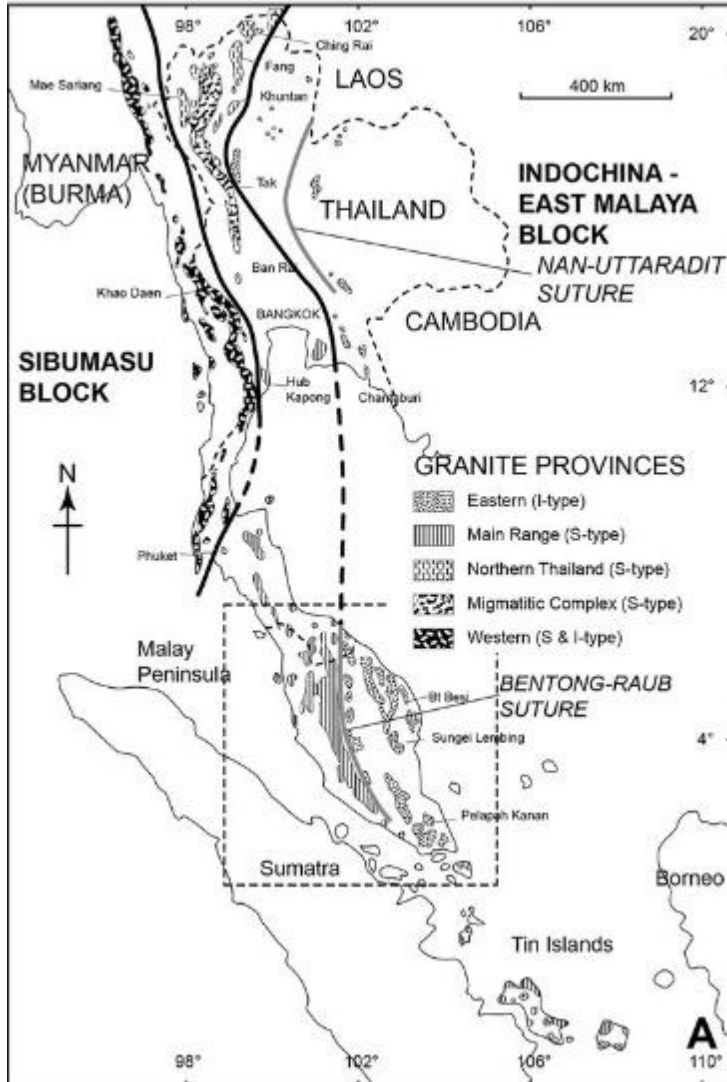 98°
102°
106°
20°
Ching Rai
Fang
LAOS
Mae Sariang
Khuntan
400 km
MYANMAR
(BURMA)
Tak
THAILAND
INDOCHINA -
EAST MALAYA
BLOCK
NAN-UTTARADIT
SUTURE
Ban Rai
Khao Daen
BANGKOK
CAMBODIA
SIBUMASU
BLOCK
12°
Hub
Kapong
Chantaburi
N
GRANITE PROVINCES
Eastern (I-type)
Main Range (S-type)
Northern Thailand (S-type)
Migmatitic Complex (S-type)
Western (S & I-type)
Phuket
Malay
Peninsula
Bt Besi
BENTONG-RAUB
SUTURE
Sungei Lembing
4°
Pelapah Kanan
Sumatra
Borneo
Tin Islands
A
98°
102°
106°
110°